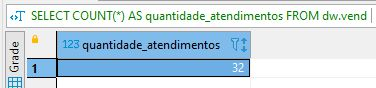 SELECT COUNT(*) AS quantidade_atendimentos FROM dw.vend
Grade
123 quantidade_atendimentos
1 32